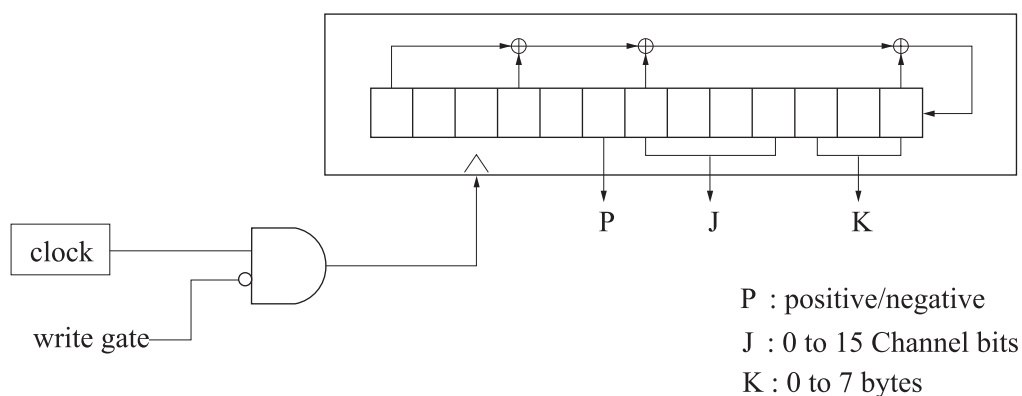 P
J
K
clock
write gate
P : positive/negative
J : 0 to 15 Channel bits
K : 0 to 7 bytes